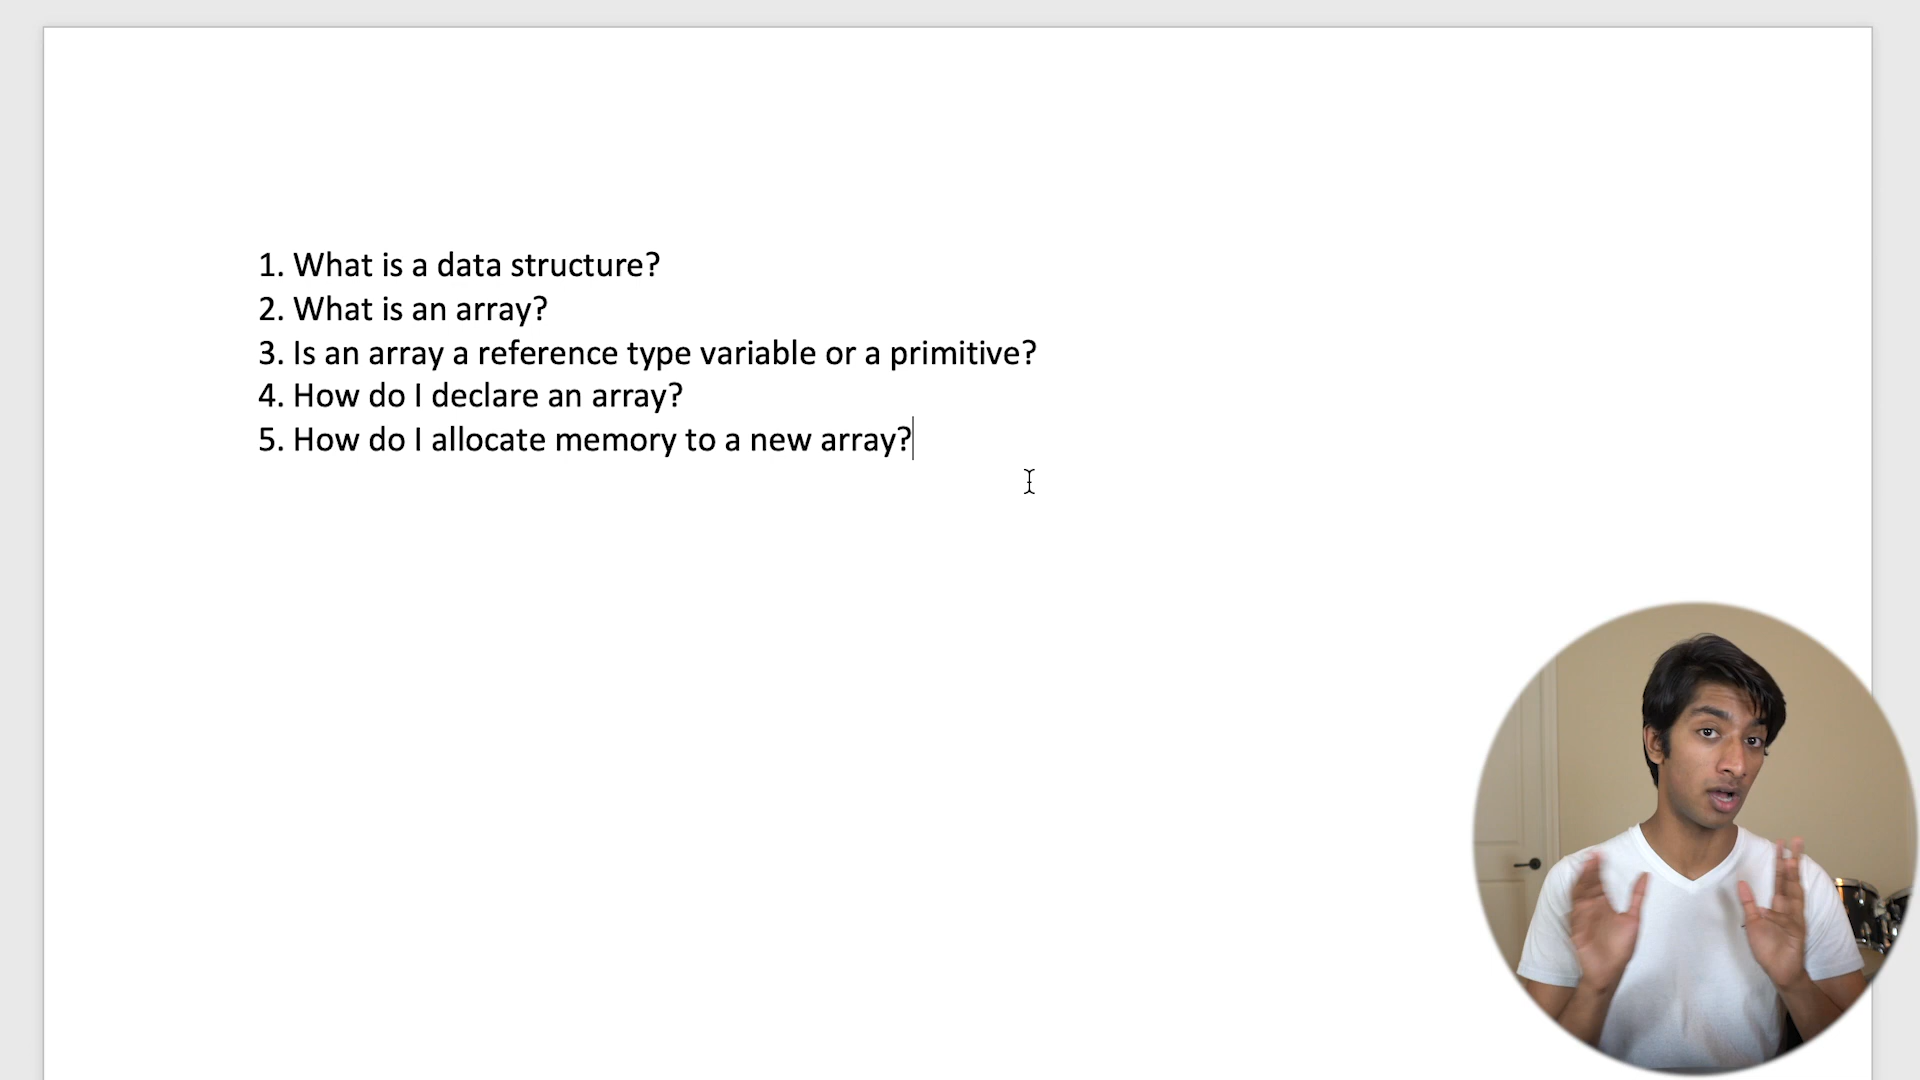 1. What is a data structure?
2. What is an array?
3. Is an array a reference type variable or a primitive?
4. How do I declare an array?
5. How do I allocate memory to a new array?